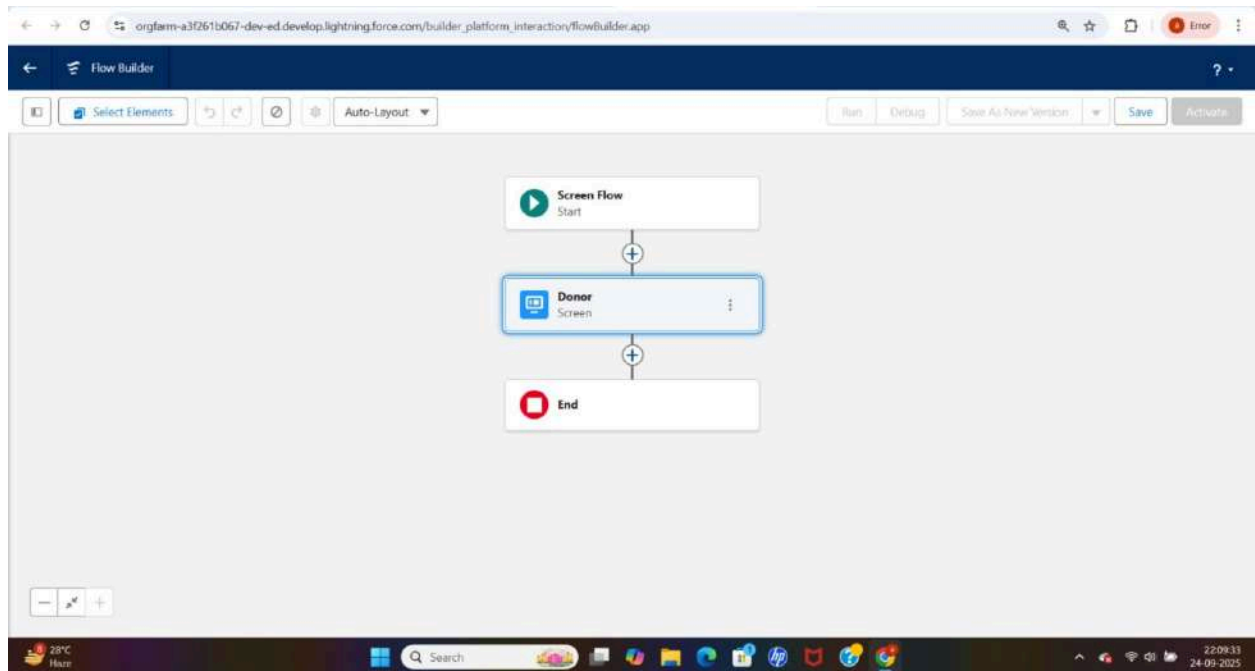 orgfarm-a3f261b067-dev-ed.develop.lightning.force.com/builder_platform_interaction/flowBuilder.app
Error
Flow Builder
?
Select Elements
Auto-Layout
Run
Debug
Save As New Version
Save
Activate
Screen Flow
Start
Donor
Screen
End
28°C
Haze
Search
22:09:33
24-09-2025